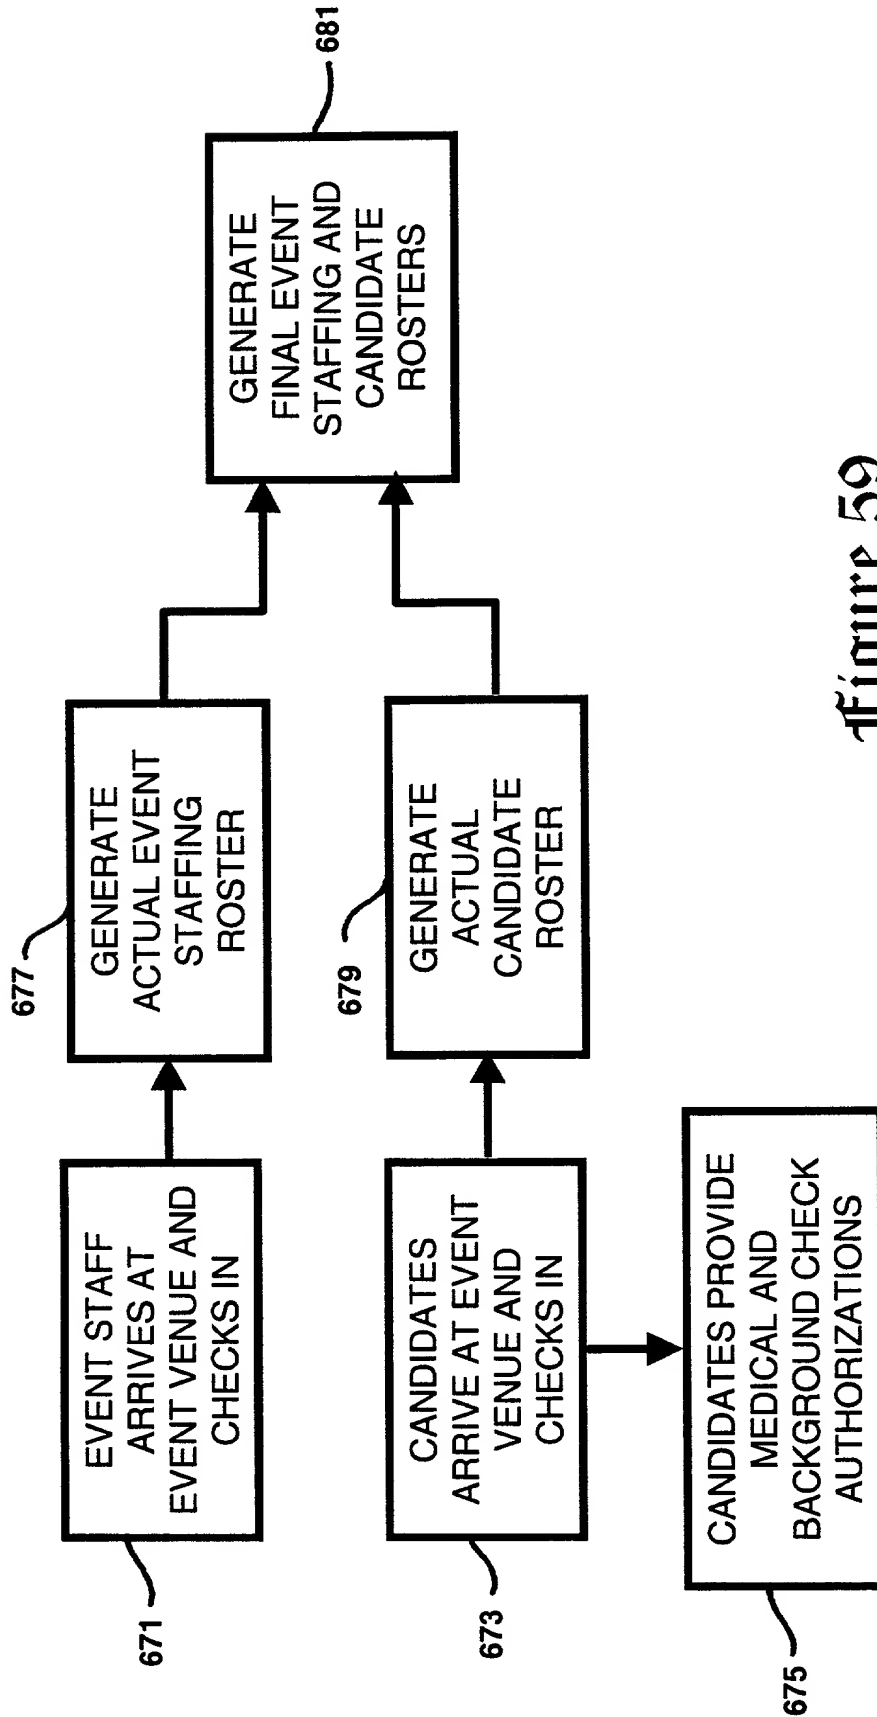 671
EVENT STAFF
ARRIVES AT
EVENT VENUE AND
CHECKS IN
677
GENERATE
ACTUAL EVENT
STAFFING
ROSTER
681
GENERATE
FINAL EVENT
STAFFING AND
CANDIDATE
ROSTERS
673
CANDIDATES
ARRIVE AT EVENT
VENUE AND
CHECKS IN
679
GENERATE
ACTUAL
CANDIDATE
ROSTER
675
CANDIDATES PROVIDE
MEDICAL AND
BACKGROUND CHECK
AUTHORIZATIONS
Figure 59